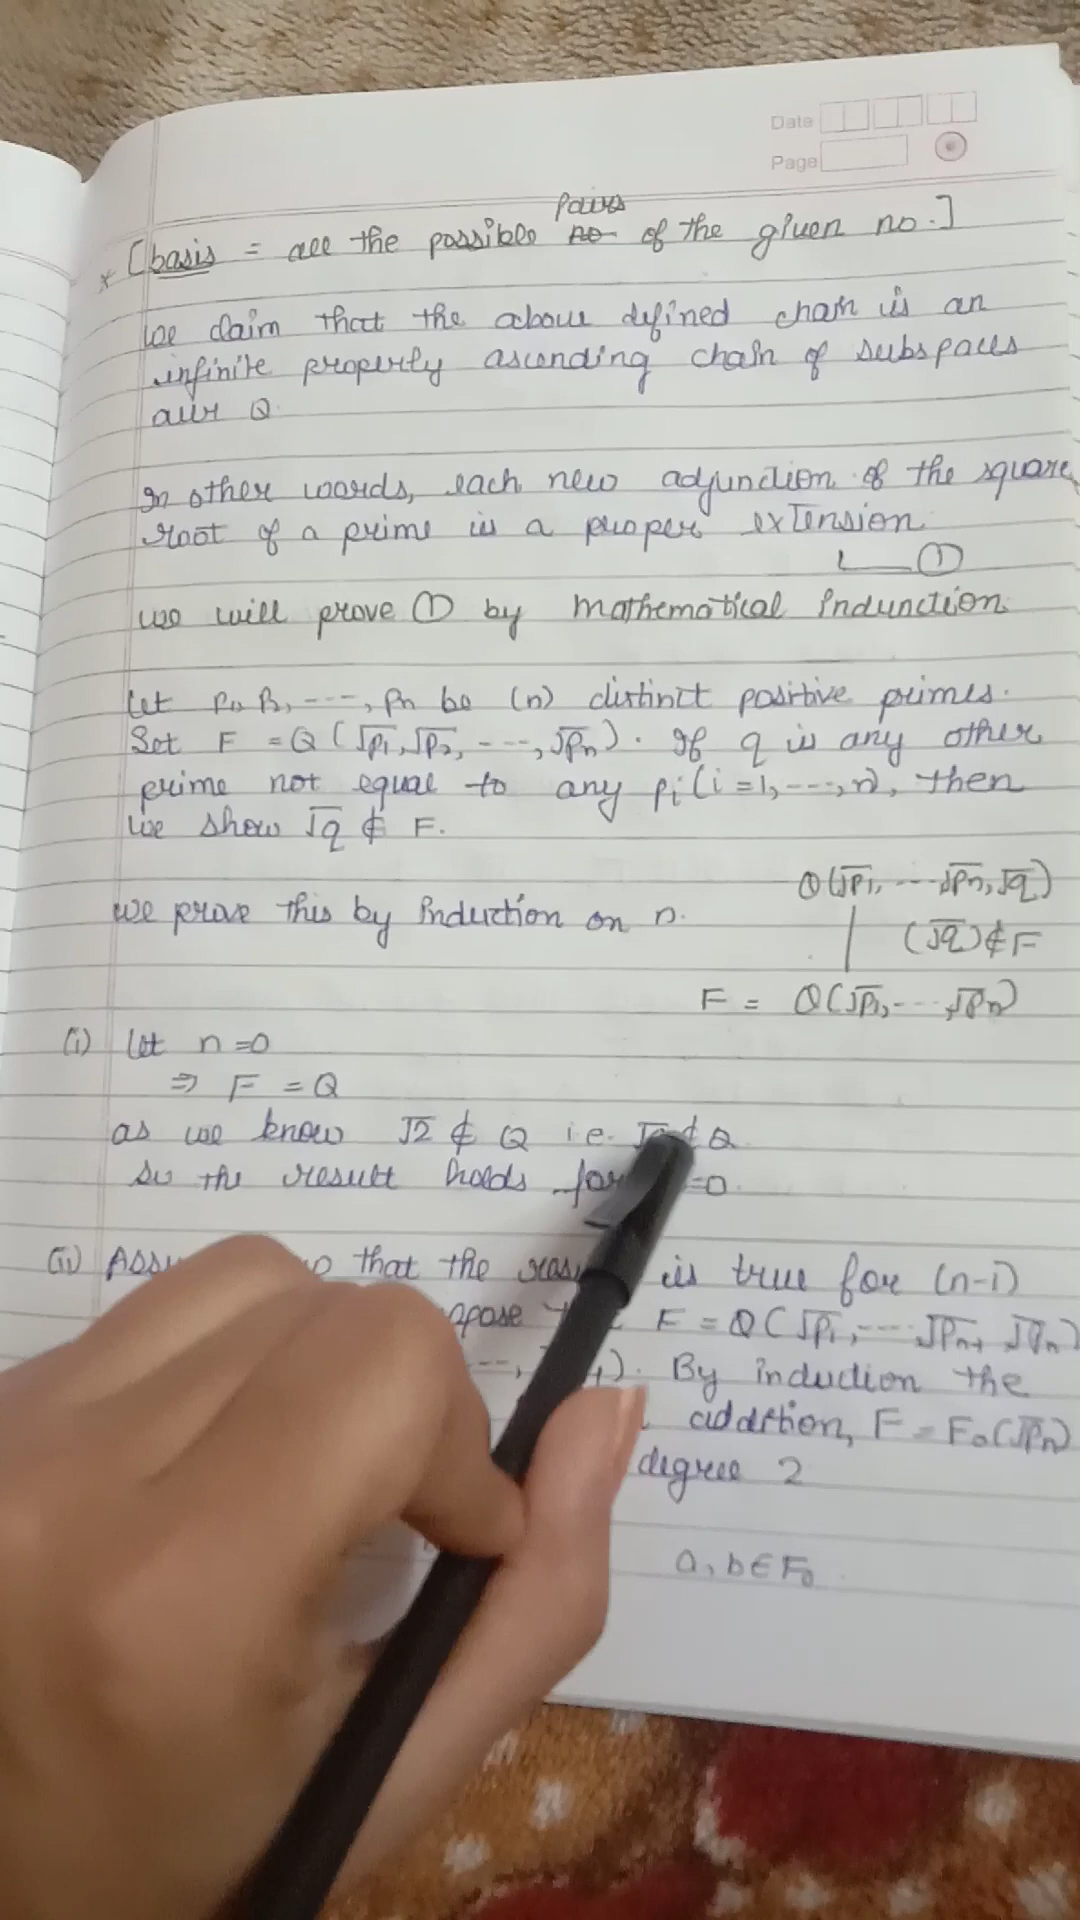 Date
Page
pairs
* [basis = all the possible no of the given no.]
we claim that the above defined chain is an
infinite properly ascending chain of subspaces
over Q.
In other words, each new adjunction of the square
root of a prime is a proper extension
①
we will prove ① by mathematical indunction.
Let p1, p2, ---, pn be (n) distinct positive primes.
Set F = Q(√p1, √p2, ---, √pn). If q is any other
prime not equal to any pi (i=1, ---, n), then
we show √q ∉ F.
Q(√p1, --- √pn, √q)
we prove this by induction on n.
(√q) ∉ F
F = Q(√p1, --- √pn)
(i) let n=0
⇒ F = Q
as we know √2 ∉ Q i.e. ∉ Q
so the result holds for =0.
(ii) that the is true for (n-1)
F = Q(√p1, --- √pn-1, √pn)
By induction the
addition, F = F0(√pn)
degree 2
a, b ∈ F0